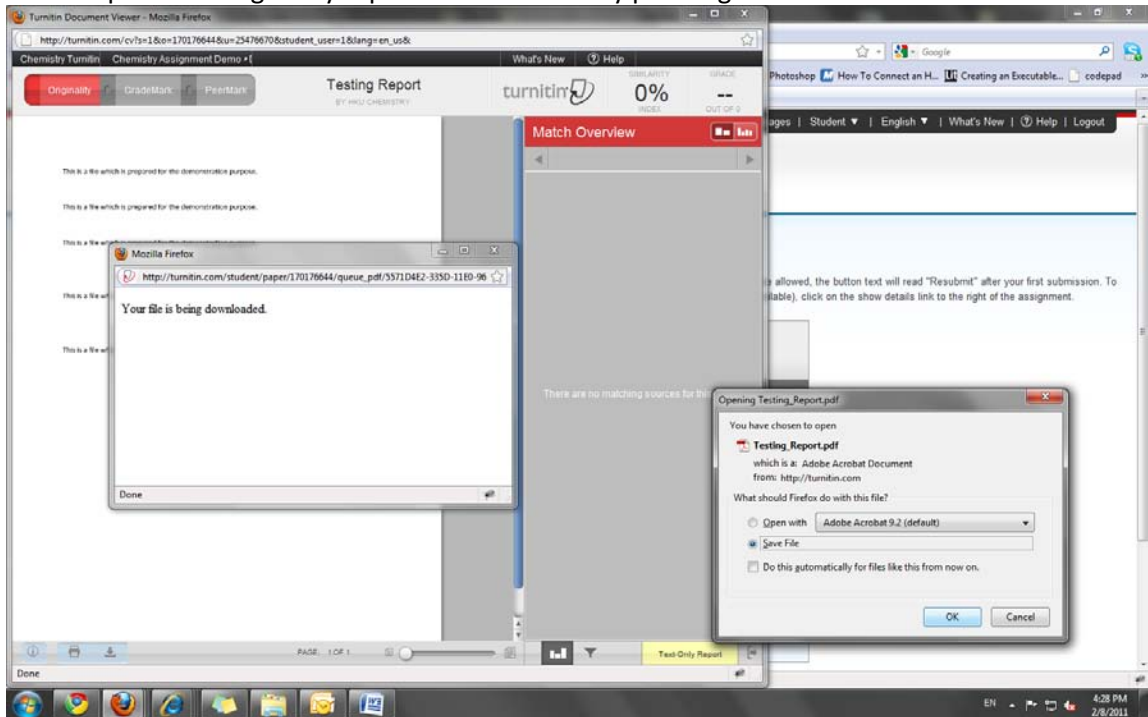 Turnitin Document Viewer - Mozilla Firefox
http://turnitin.com/cv?s=1&o=170176644&u=25476670&student_user=1&lang=en_us&
Chemistry Turnitin Chemistry Assignment Demo
What's New Help
Originality GradeMark PeerMark
Testing Report
BY HKU CHEMISTRY
turnitin
SIMILARITY
0%
INDEX
GRADE
--
OUT OF 0
Match Overview
This is a file which is prepared for the demonstration purpose.
This is a file which is prepared for the demonstration purpose.
This is a file
This is a file
This is a file
There are no matching sources for
PAGE: 1 OF 1
Text-Only Report
Done
Mozilla Firefox
http://turnitin.com/student/paper/170176644/queue_pdf/5571D4E2-335D-11E0-96
Your file is being downloaded.
Done
Google
Photoshop How To Connect an H... Creating an Executable... codepad
ages | Student | English | What's New | Help | Logout
allowed, the button text will read "Resubmit" after your first submission. To
lable), click on the show details link to the right of the assignment.
Opening Testing_Report.pdf
You have chosen to open
Testing_Report.pdf
which is a: Adobe Acrobat Document
from: http://turnitin.com
What should Firefox do with this file?
Open with Adobe Acrobat 9.2 (default)
Save File
Do this automatically for files like this from now on.
OK Cancel
EN
4:28 PM
2/8/2011